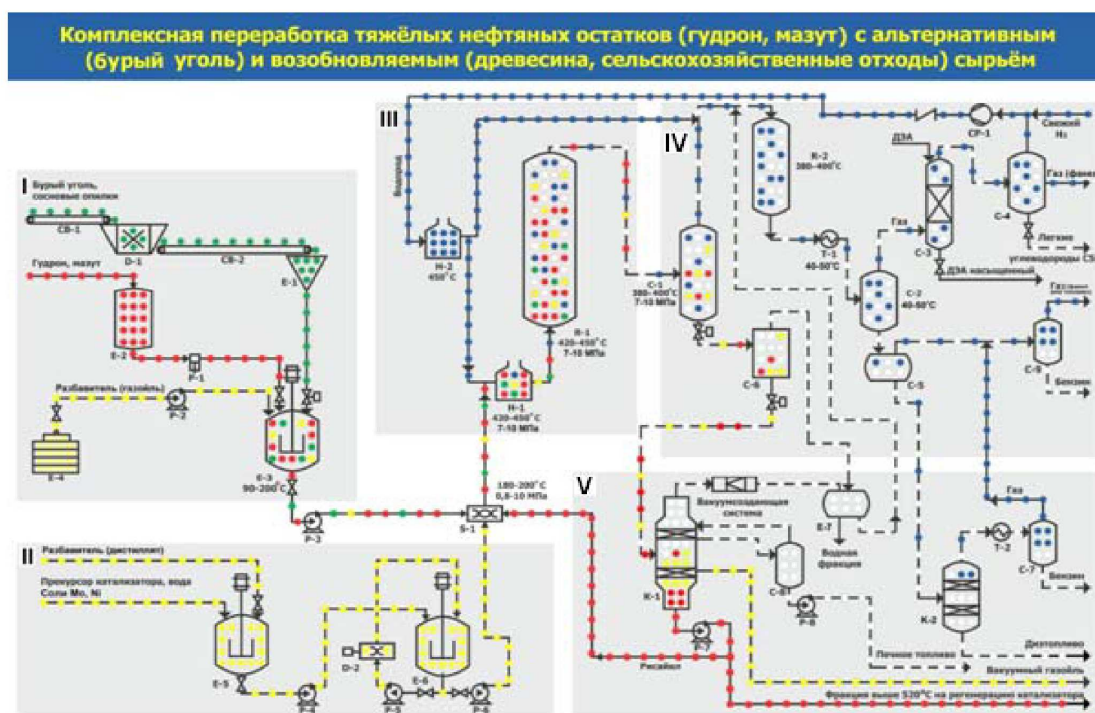 Комплексная переработка тяжёлых нефтяных остатков (гудрон, мазут) с альтернативным
(бурый уголь) и возобновляемым (древесина, сельскохозяйственные отходы) сырьём
I
Бурый уголь,
сосновые опилки
СВ-1
D-1
СВ-2
E-1
Гудрон, мазут
E-2
P-1
Разбавитель (газойль)
P-2
E-4
E-3
90-200°C
P-3
II
Разбавитель (дистиллят)
Прекурсор катализатора, вода
Соли Mo, Ni
E-5
P-4
D-2
P-5
E-6
P-6
III
Водород
H-2
450°C
R-1
420-450°C
7-10 МПа
H-1
420-450°C
7-10 МПа
180-200°C
0,8-10 МПа
S-1
IV
R-2
380-400°C
C-1
380-400°C
7-10 МПа
T-1
40-50°C
C-6
C-2
40-50°C
C-5
ДЭА
Газ
C-3
ДЭА насыщенный
СР-1
Свежий
H₂
C-4
Легкие
углеводороды C5
C-9
Бензин
V
Вакуумсоздающая
система
K-1
C-8
P-8
P-7
E-7
Водная
фракция
Газ
T-2
C-7
Бензин
K-2
Рисайкл
Печное топливо
Дизтопливо
Вакуумный газойль
Фракция выше 520°C на регенерацию катализатора